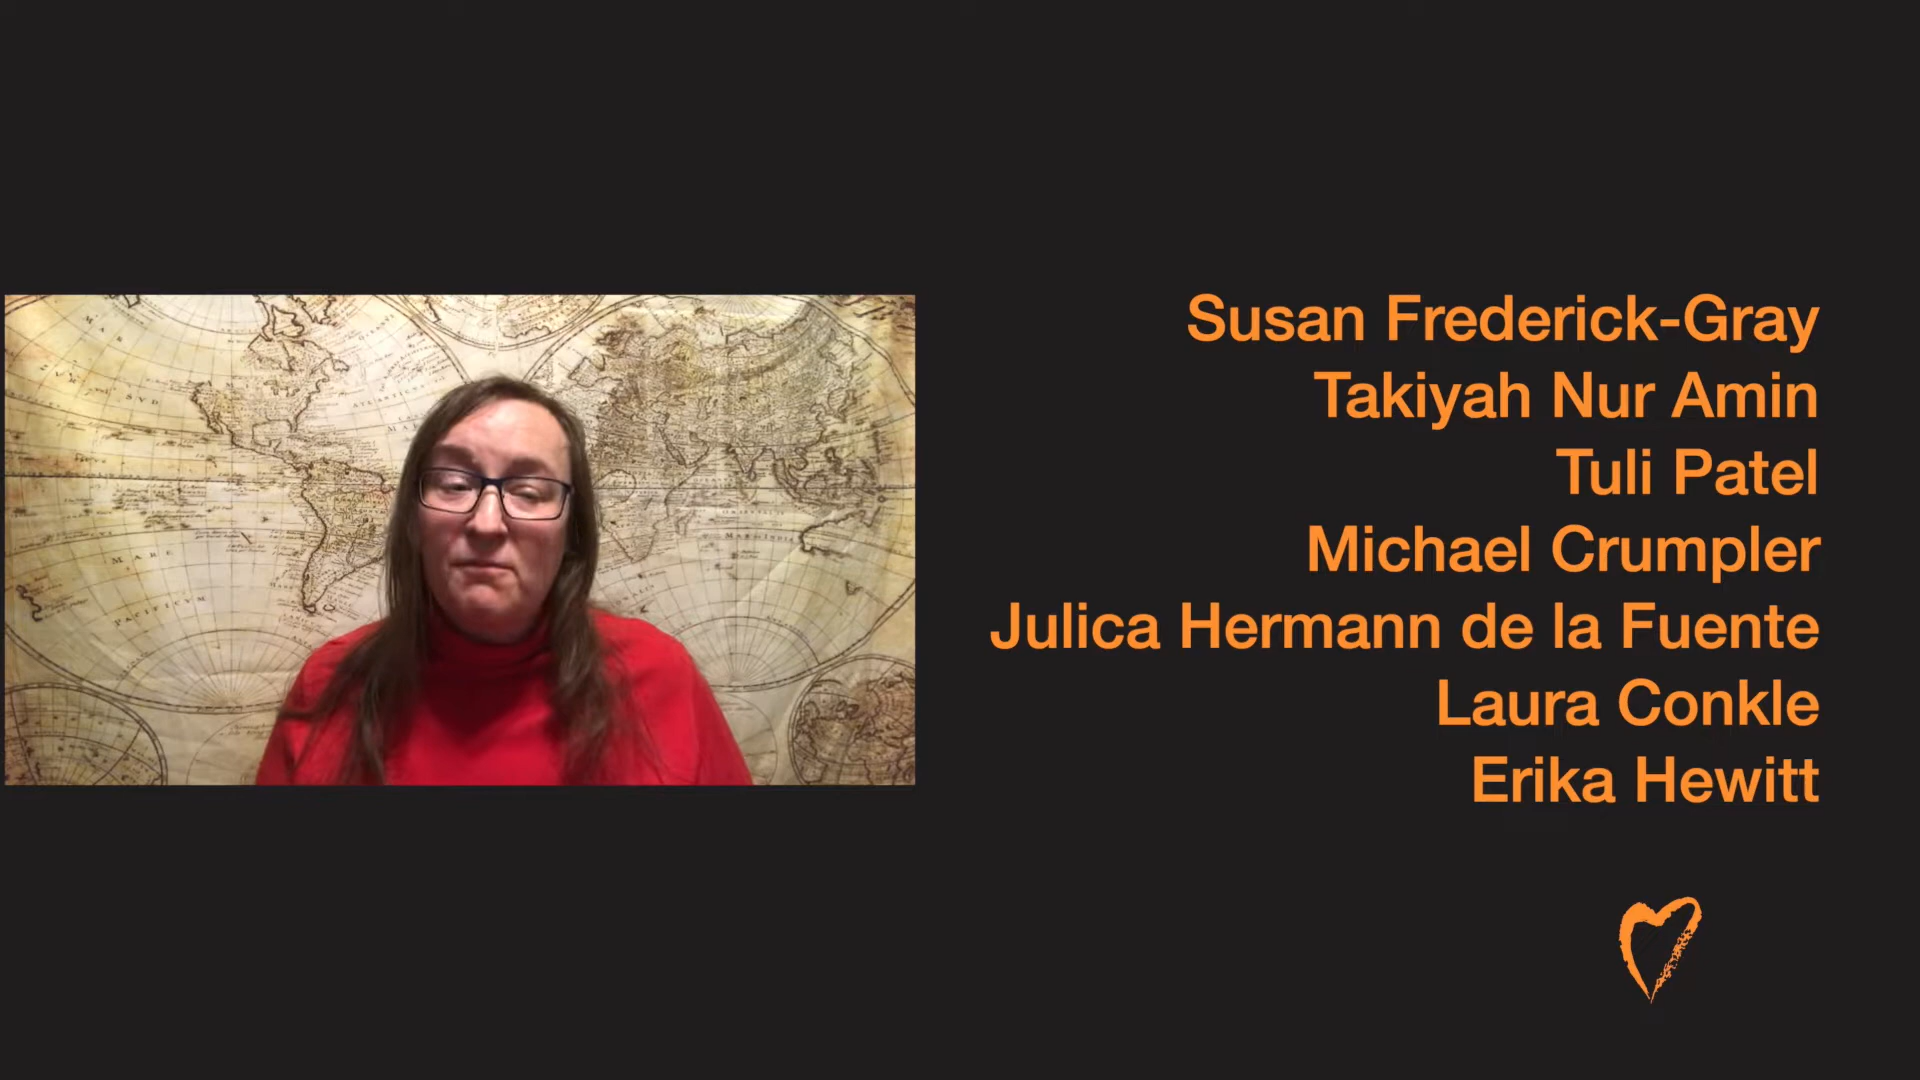 Susan Frederick-Gray
Takiyah Nur Amin
Tuli Patel
Michael Crumpler
Julica Hermann de la Fuente
Laura Conkle
Erika Hewitt